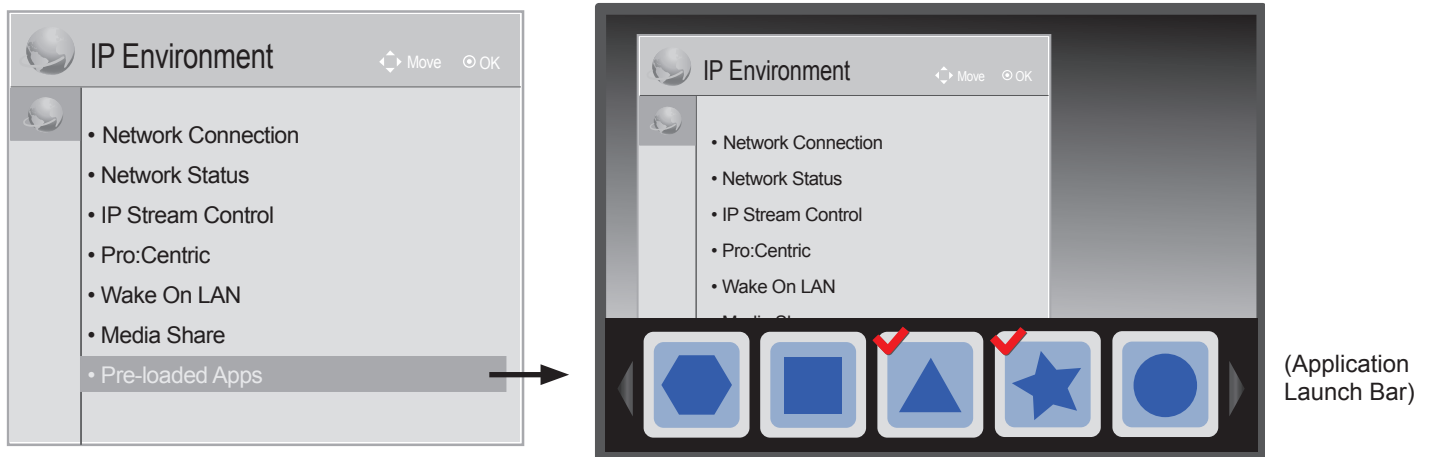 IP Environment
Move OK
• Network Connection
• Network Status
• IP Stream Control
• Pro:Centric
• Wake On LAN
• Media Share
• Pre-loaded Apps
IP Environment
Move OK
• Network Connection
• Network Status
• IP Stream Control
• Pro:Centric
• Wake On LAN
(Application
Launch Bar)